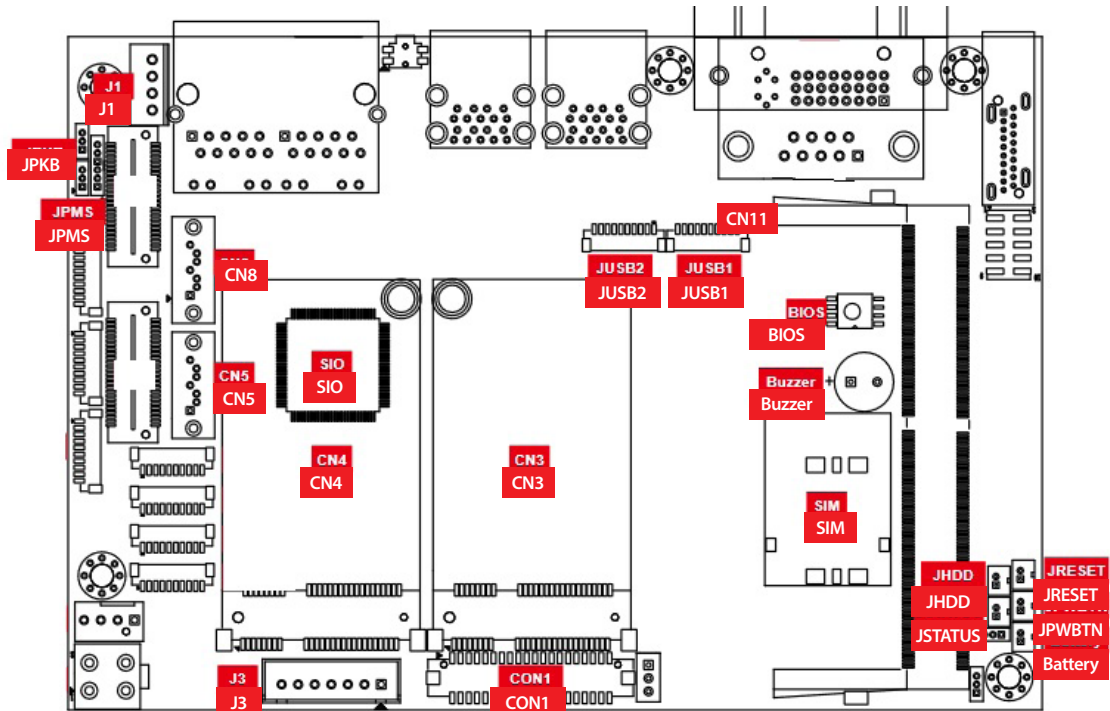 J1
J1
JPKB
JPMS
JPMS
CN11
CN8
JUSB2
JUSB1
JUSB2
JUSB1
BIOS
BIOS
CN5
CN5
SIO
SIO
Buzzer
+
Buzzer
CN4
CN4
CN3
CN3
SIM
SIM
JHDD
JRESET
JHDD
JRESET
JSTATUS
JPWBTN
Battery
J3
J3
CON1
CON1